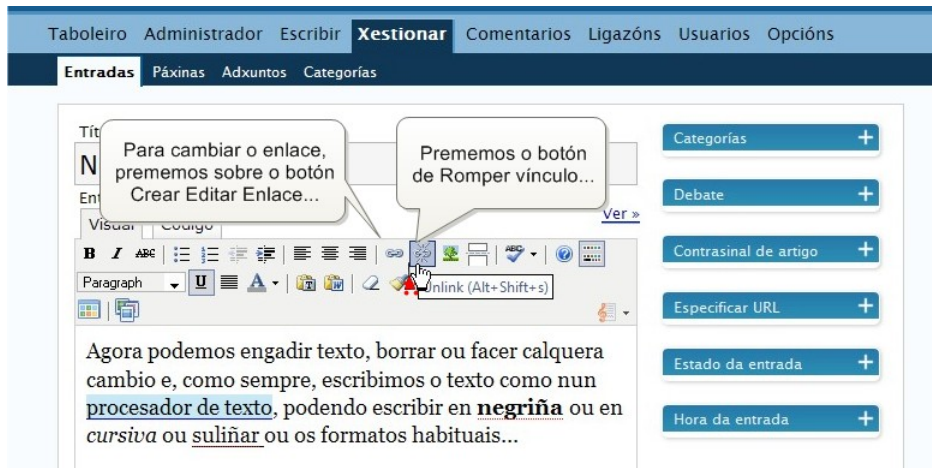 Taboleiro Administrador Escribir Xestionar Comentarios Ligazóns Usuarios Opcións
Entradas Páxinas Adxuntos Categorías
Tít
N
Para cambiar o enlace,
prememos sobre o botón
Crear Editar Enlace...
Prememos o botón
de Romper vínculo...
Ent
Ver »
Visual Código
B I ABC ABC
Paragraph U A T W
Unlink (Alt+Shift+s)
Agora podemos engadir texto, borrar ou facer calquera
cambio e, como sempre, escribimos o texto como nun
procesador de texto, podendo escribir en negriña ou en
cursiva ou suliñar ou os formatos habituais...
Categorías +
Debate +
Contrasinal de artigo +
Especificar URL +
Estado da entrada +
Hora da entrada +